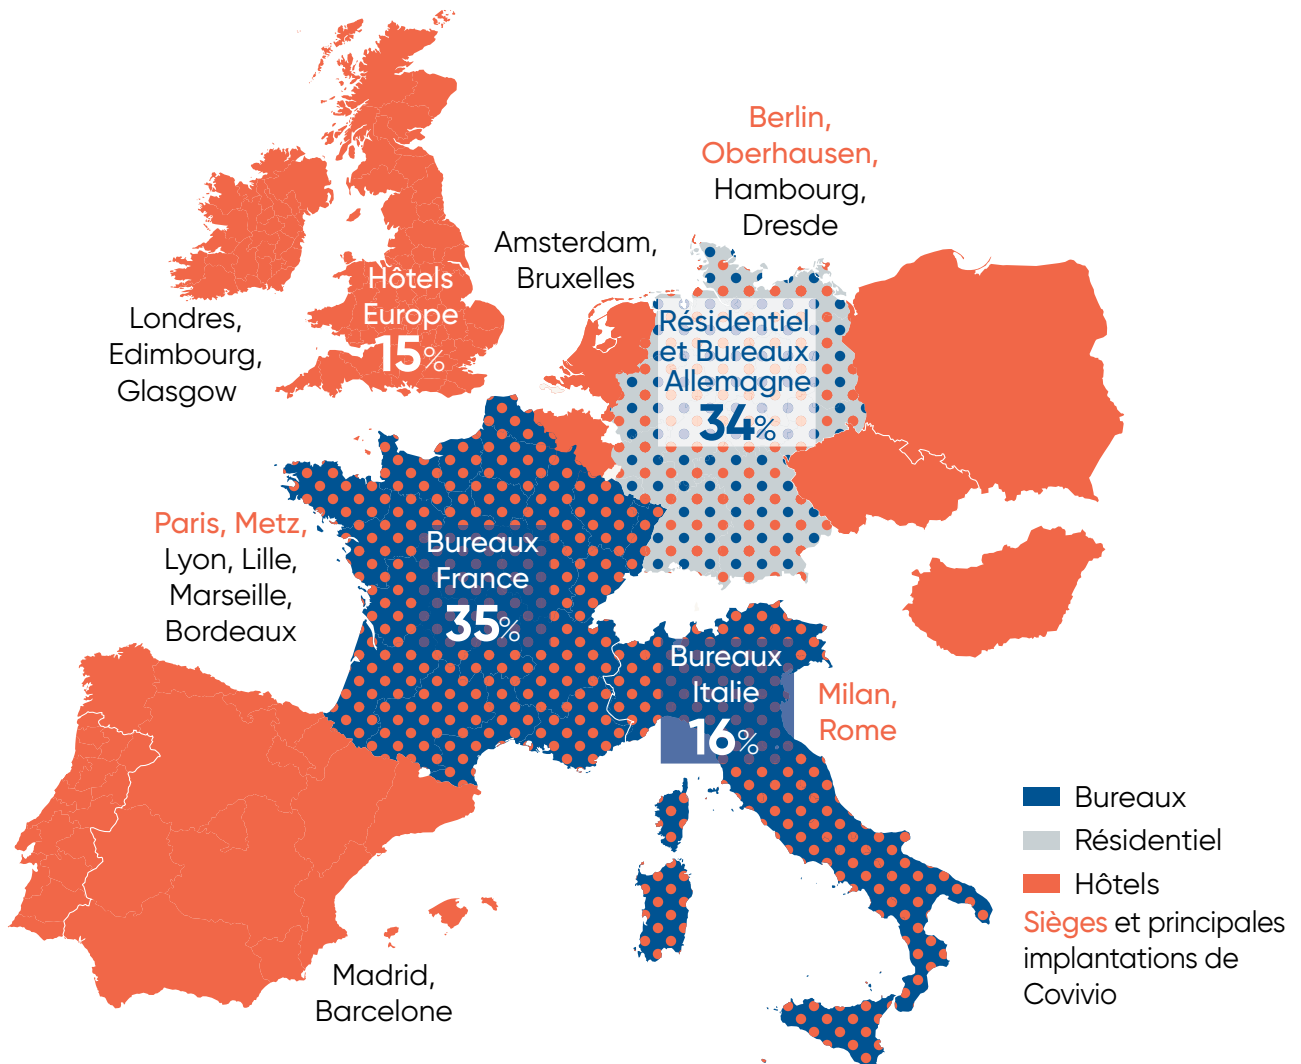 Berlin,
Oberhausen,
Hambourg,
Dresde
Amsterdam,
Bruxelles
Hôtels
Europe
15%
Londres,
Edimbourg,
Glasgow
Résidentiel
et Bureaux
Allemagne
34%
Paris, Metz,
Lyon, Lille,
Marseille,
Bordeaux
Bureaux
France
35%
Bureaux
Italie
16%
Milan,
Rome
Madrid,
Barcelone
Bureaux
Résidentiel
Hôtels
Sièges et principales
implantations de
Covivio